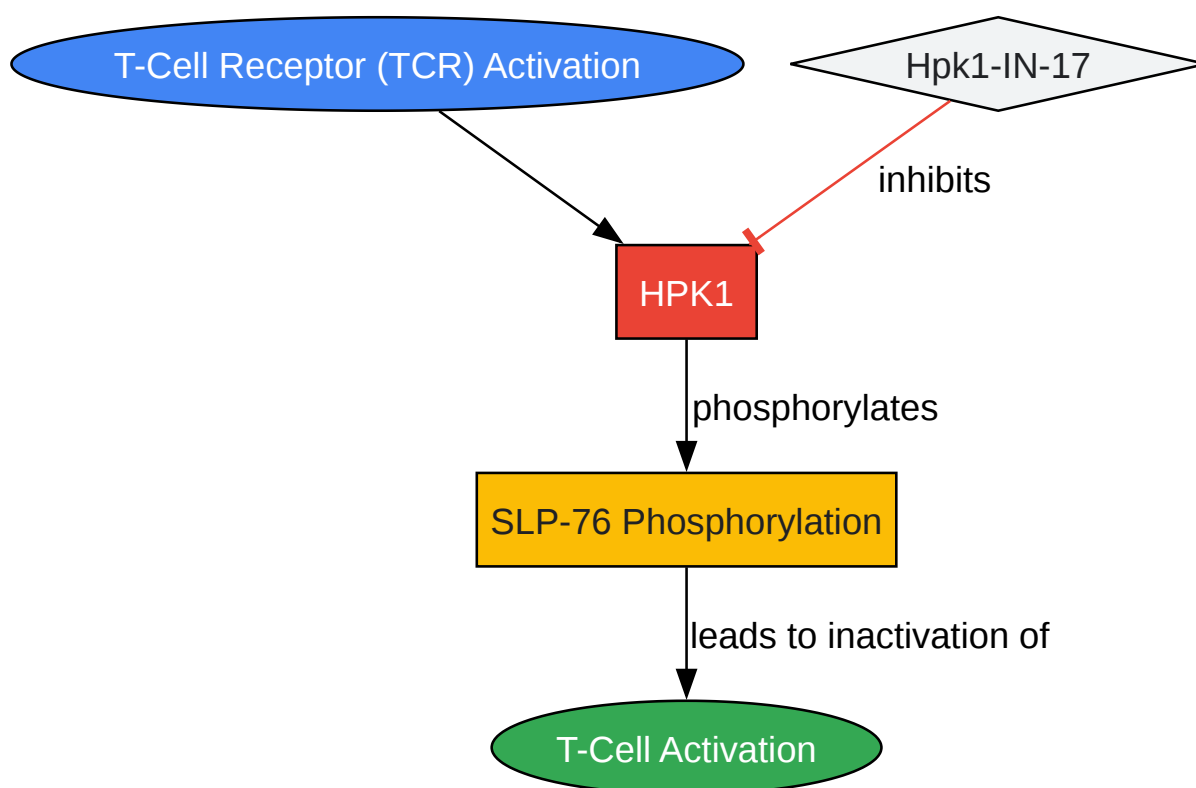 T-Cell Receptor (TCR) Activation
Hpk1-IN-17
inhibits
HPK1
phosphorylates
SLP-76 Phosphorylation
leads to inactivation of
T-Cell Activation